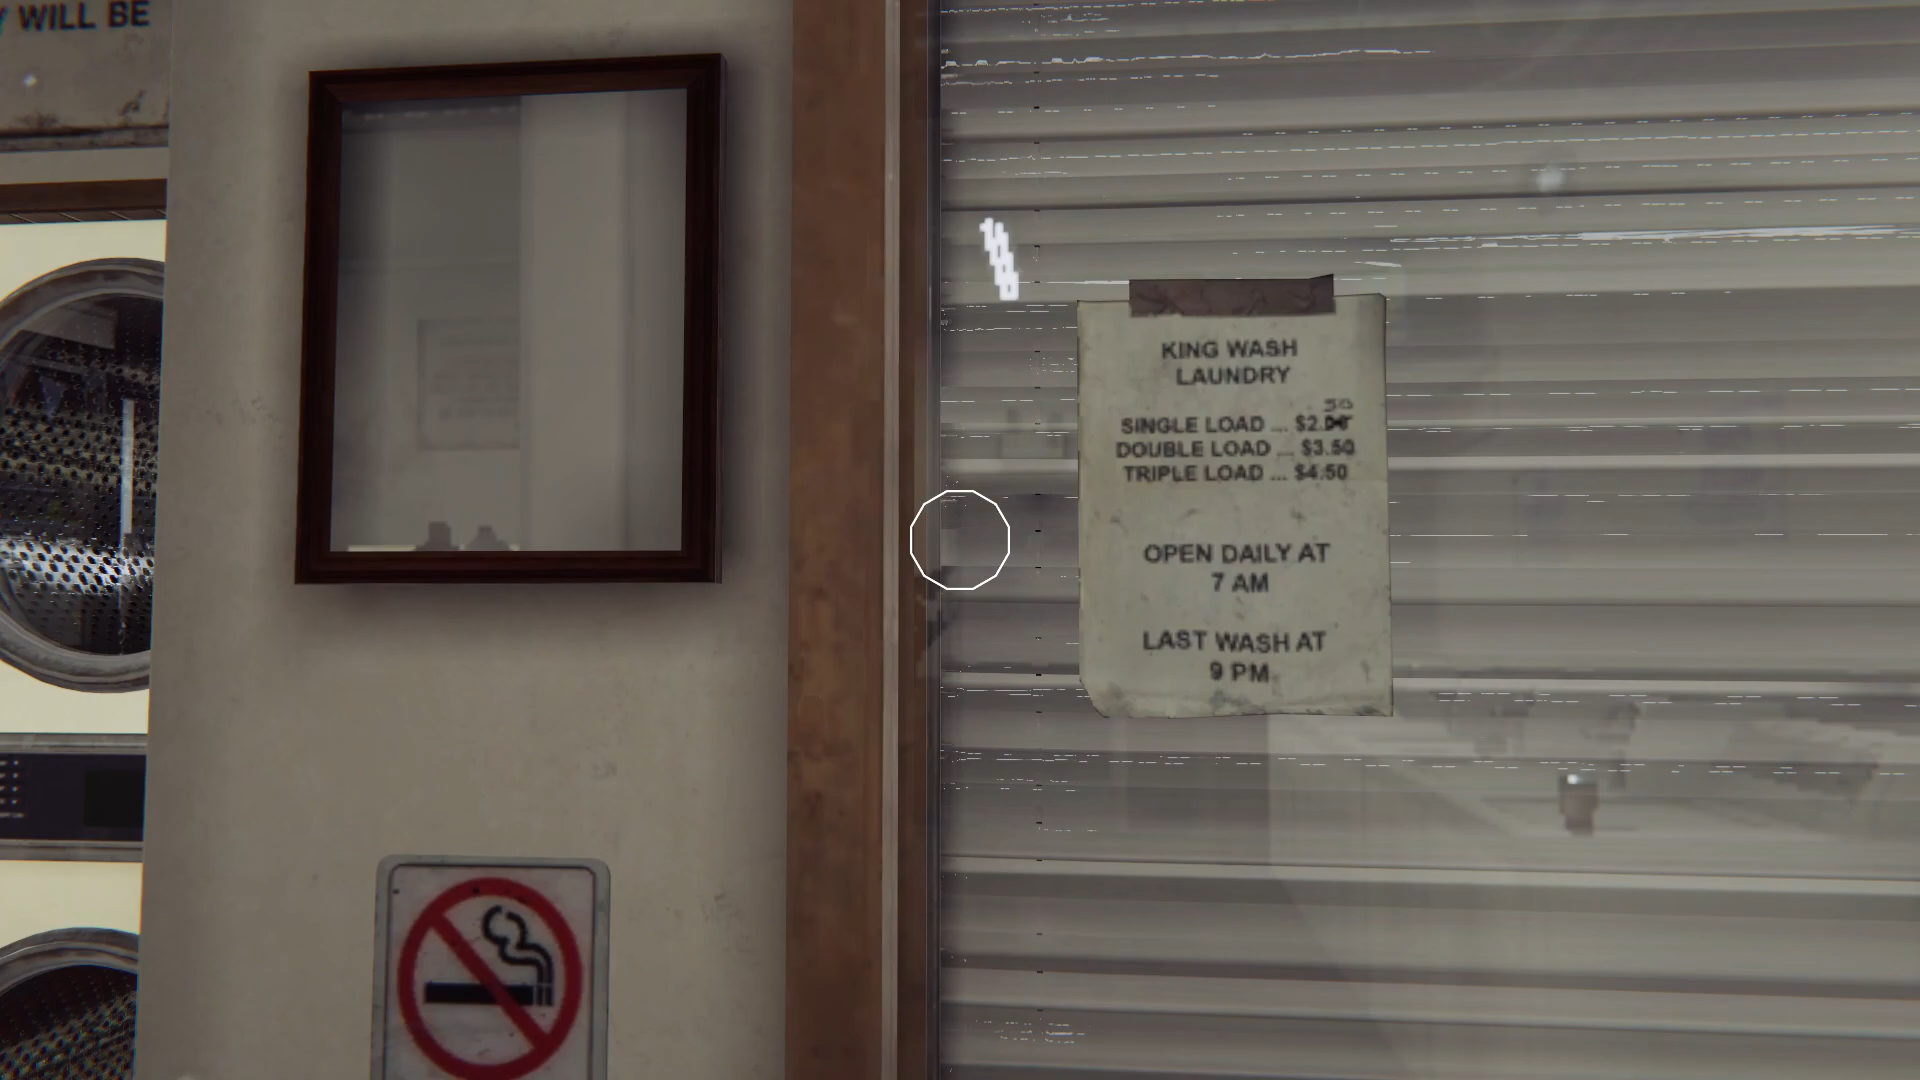 WILL BE
KING WASH
LAUNDRY
50
SINGLE LOAD ... $2.00
DOUBLE LOAD ... $3.50
TRIPLE LOAD ... $4.50
OPEN DAILY AT
7 AM
LAST WASH AT
9 PM